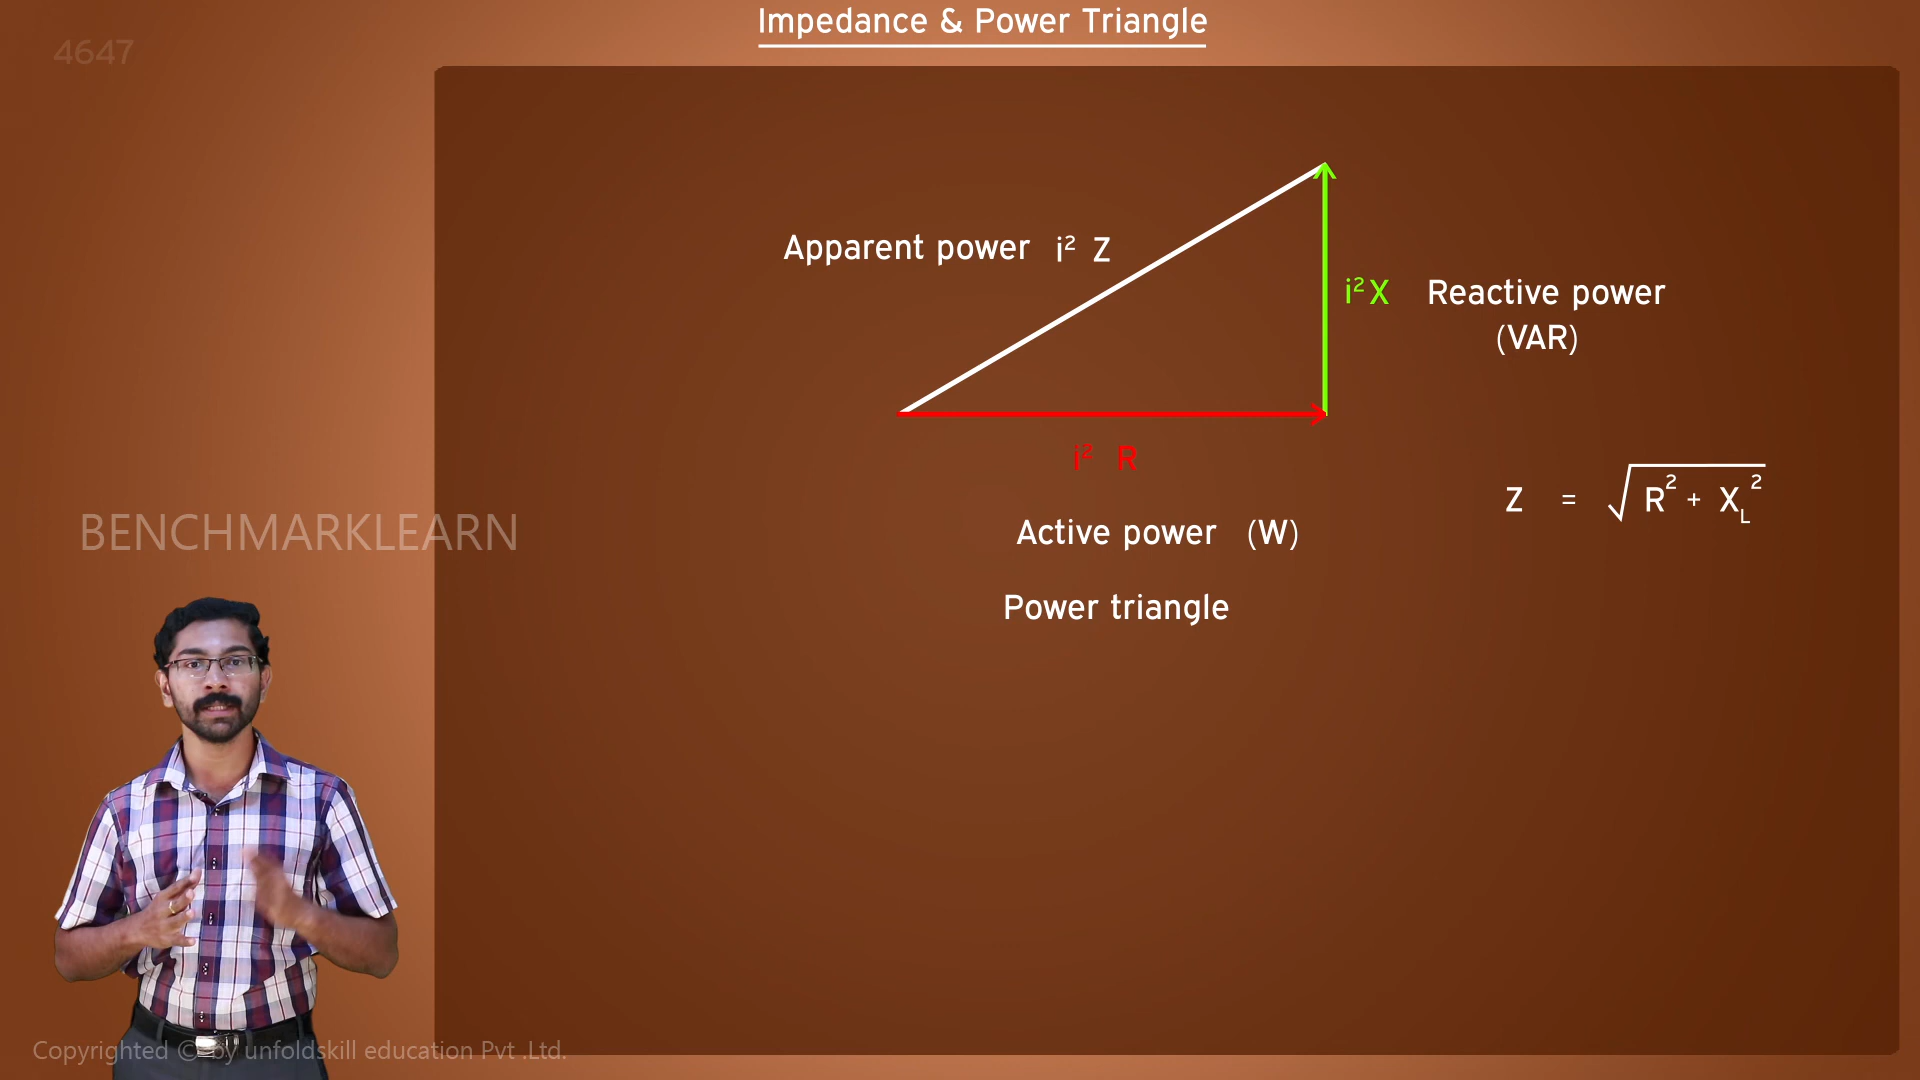 Impedance & Power Triangle
4647
Apparent power i² Z
i²X Reactive power
(VAR)
i² R
Z = √R² + X_L²
Active power (W)
BENCHMARKLEARN
Power triangle
Copyrighted © by unfoldskill education Pvt .Ltd.